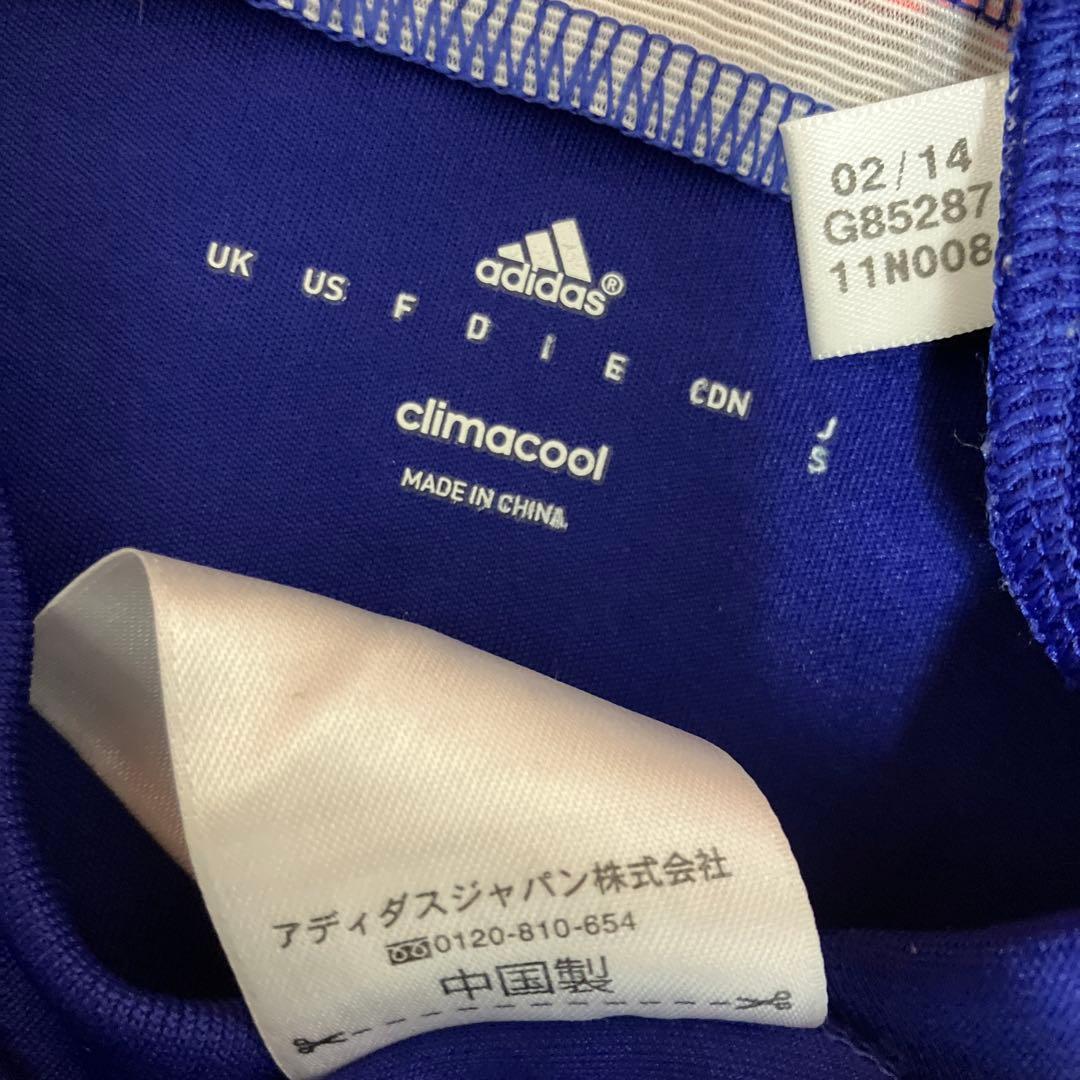 02/14
G85287
11N008
adidas®
UK US F D I E CDN J
S
climacool
MADE IN CHINA
アディダスジャパン株式会社
0120-810-654
中国製